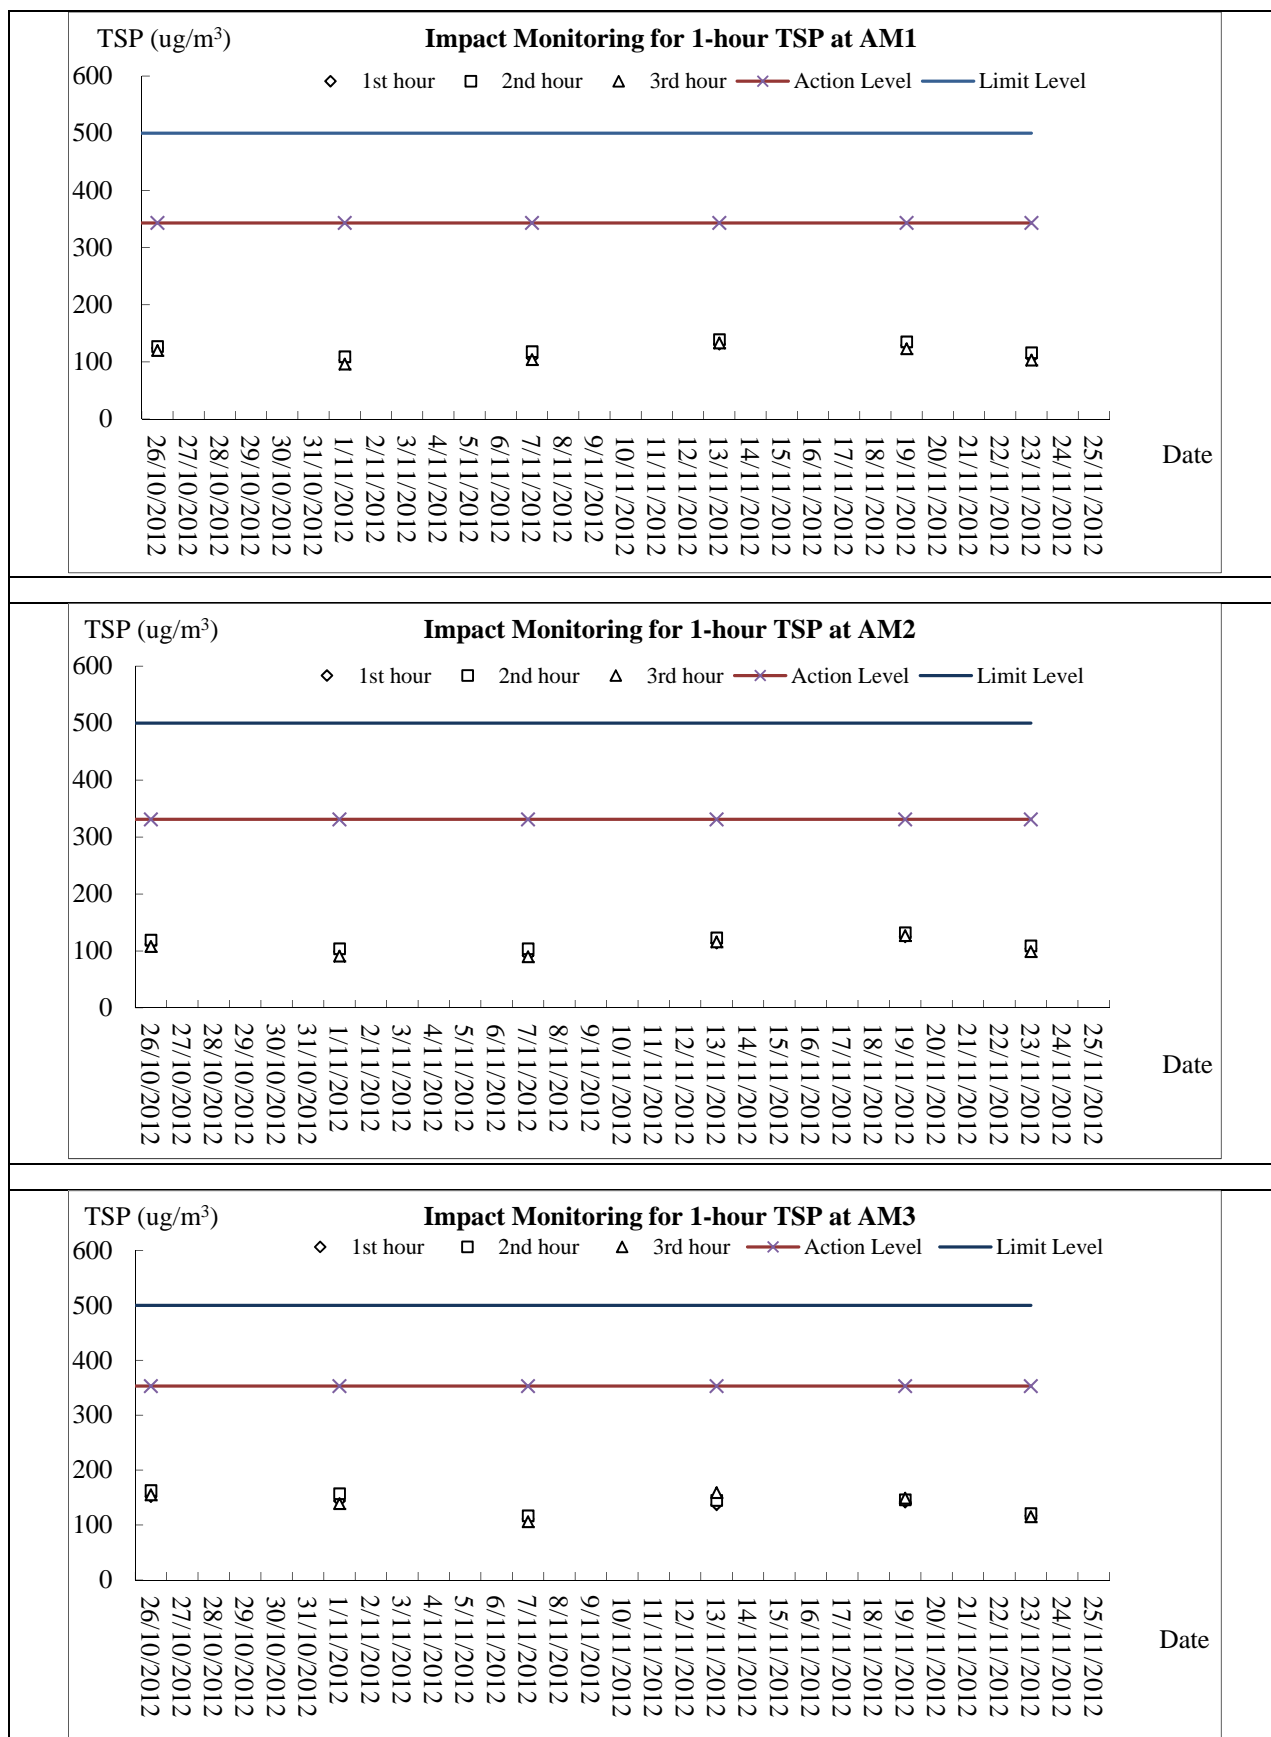 TSP (ug/m³) Impact Monitoring for 1-hour TSP at AM1
600
1st hour 2nd hour 3rd hour Action Level Limit Level
500
400
300
200
100
0
26/10/2012 27/10/2012 28/10/2012 29/10/2012 30/10/2012 31/10/2012 1/11/2012 2/11/2012 3/11/2012 4/11/2012 5/11/2012 6/11/2012 7/11/2012 8/11/2012 9/11/2012 10/11/2012 11/11/2012 12/11/2012 13/11/2012 14/11/2012 15/11/2012 16/11/2012 17/11/2012 18/11/2012 19/11/2012 20/11/2012 21/11/2012 22/11/2012 23/11/2012 24/11/2012 25/11/2012
Date
TSP (ug/m³) Impact Monitoring for 1-hour TSP at AM2
600
1st hour 2nd hour 3rd hour Action Level Limit Level
500
400
300
200
100
0
26/10/2012 27/10/2012 28/10/2012 29/10/2012 30/10/2012 31/10/2012 1/11/2012 2/11/2012 3/11/2012 4/11/2012 5/11/2012 6/11/2012 7/11/2012 8/11/2012 9/11/2012 10/11/2012 11/11/2012 12/11/2012 13/11/2012 14/11/2012 15/11/2012 16/11/2012 17/11/2012 18/11/2012 19/11/2012 20/11/2012 21/11/2012 22/11/2012 23/11/2012 24/11/2012 25/11/2012
Date
TSP (ug/m³) Impact Monitoring for 1-hour TSP at AM3
600
1st hour 2nd hour 3rd hour Action Level Limit Level
500
400
300
200
100
0
26/10/2012 27/10/2012 28/10/2012 29/10/2012 30/10/2012 31/10/2012 1/11/2012 2/11/2012 3/11/2012 4/11/2012 5/11/2012 6/11/2012 7/11/2012 8/11/2012 9/11/2012 10/11/2012 11/11/2012 12/11/2012 13/11/2012 14/11/2012 15/11/2012 16/11/2012 17/11/2012 18/11/2012 19/11/2012 20/11/2012 21/11/2012 22/11/2012 23/11/2012 24/11/2012 25/11/2012
Date